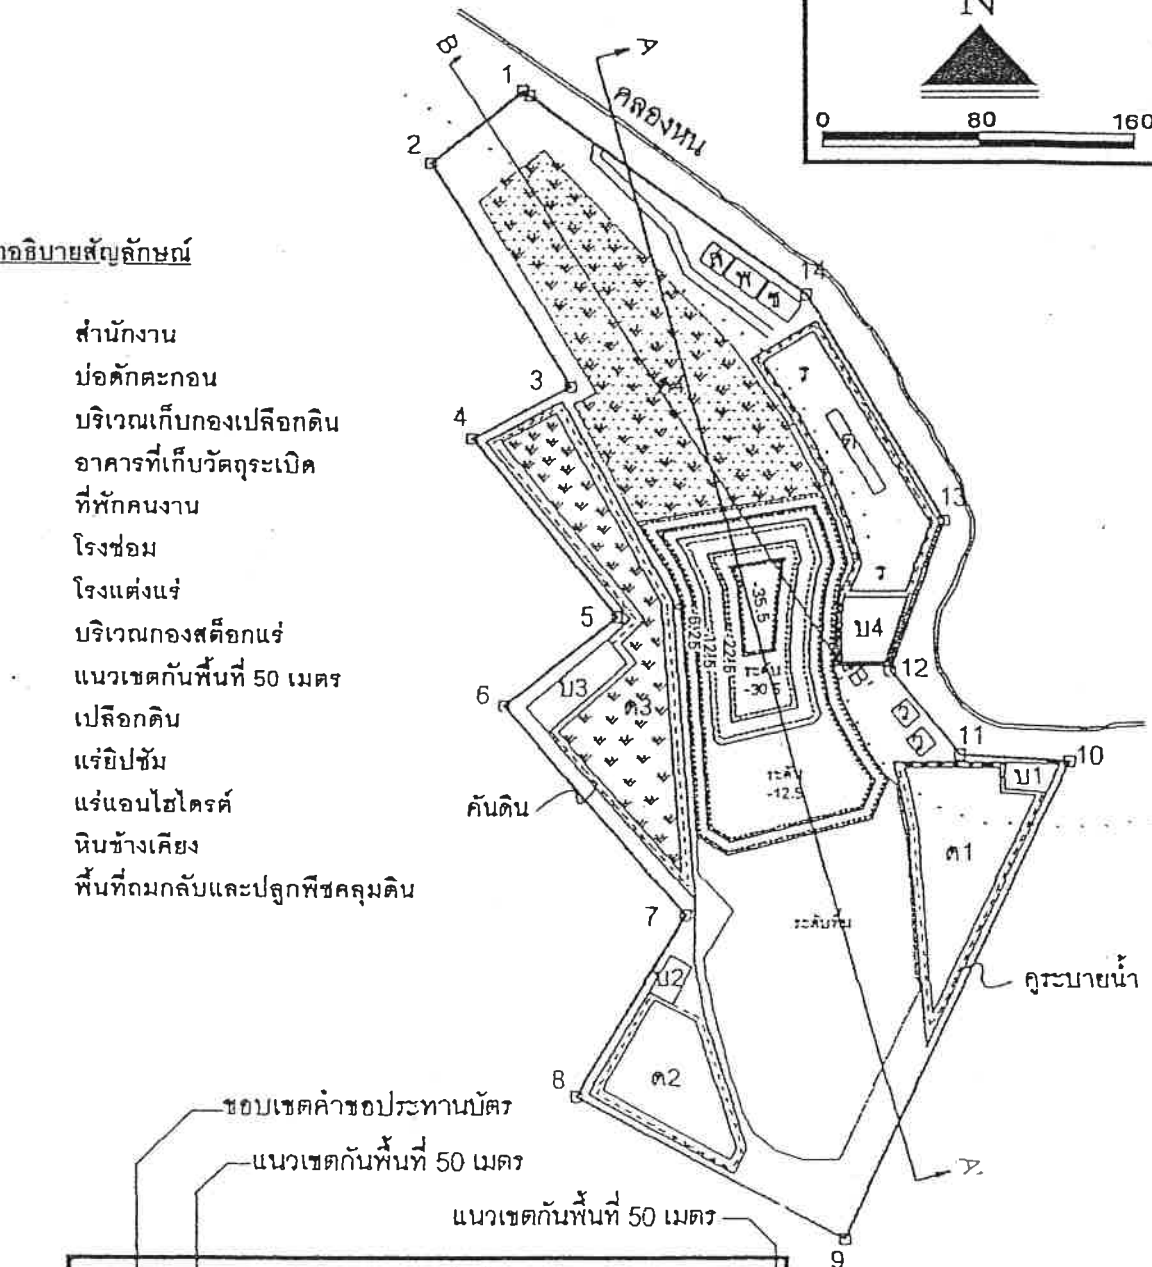 N
0 80 160
B
A
1
คลองหน
2
14
ส
พ
ซ
ร
3
4
ต
13
ร
5
-35.5
-6.25
-12.5
-22.5
ระดับ
-30.5
บ4
12
B'
6
บ3
ต3
11
10
บ1
ระดับ
-12.5
คันดิน
ต1
7
คูระบายน้ำ
บ2
8
ต2
A'
9
คำอธิบายสัญลักษณ์
สำนักงาน
บ่อดักตะกอน
บริเวณเก็บกองเปลือกดิน
อาคารที่เก็บวัตถุระเบิด
ที่พักคนงาน
โรงซ่อม
โรงแต่งแร่
บริเวณกองสต็อกแร่
แนวเขตกันพื้นที่ 50 เมตร
เปลือกดิน
แร่ยิปซัม
แร่แอนไฮไดรต์
หินข้างเคียง
พื้นที่ถมกลับและปลูกพืชคลุมดิน
ขอบเขตคำขอประทานบัตร
แนวเขตกันพื้นที่ 50 เมตร
แนวเขตกันพื้นที่ 50 เมตร